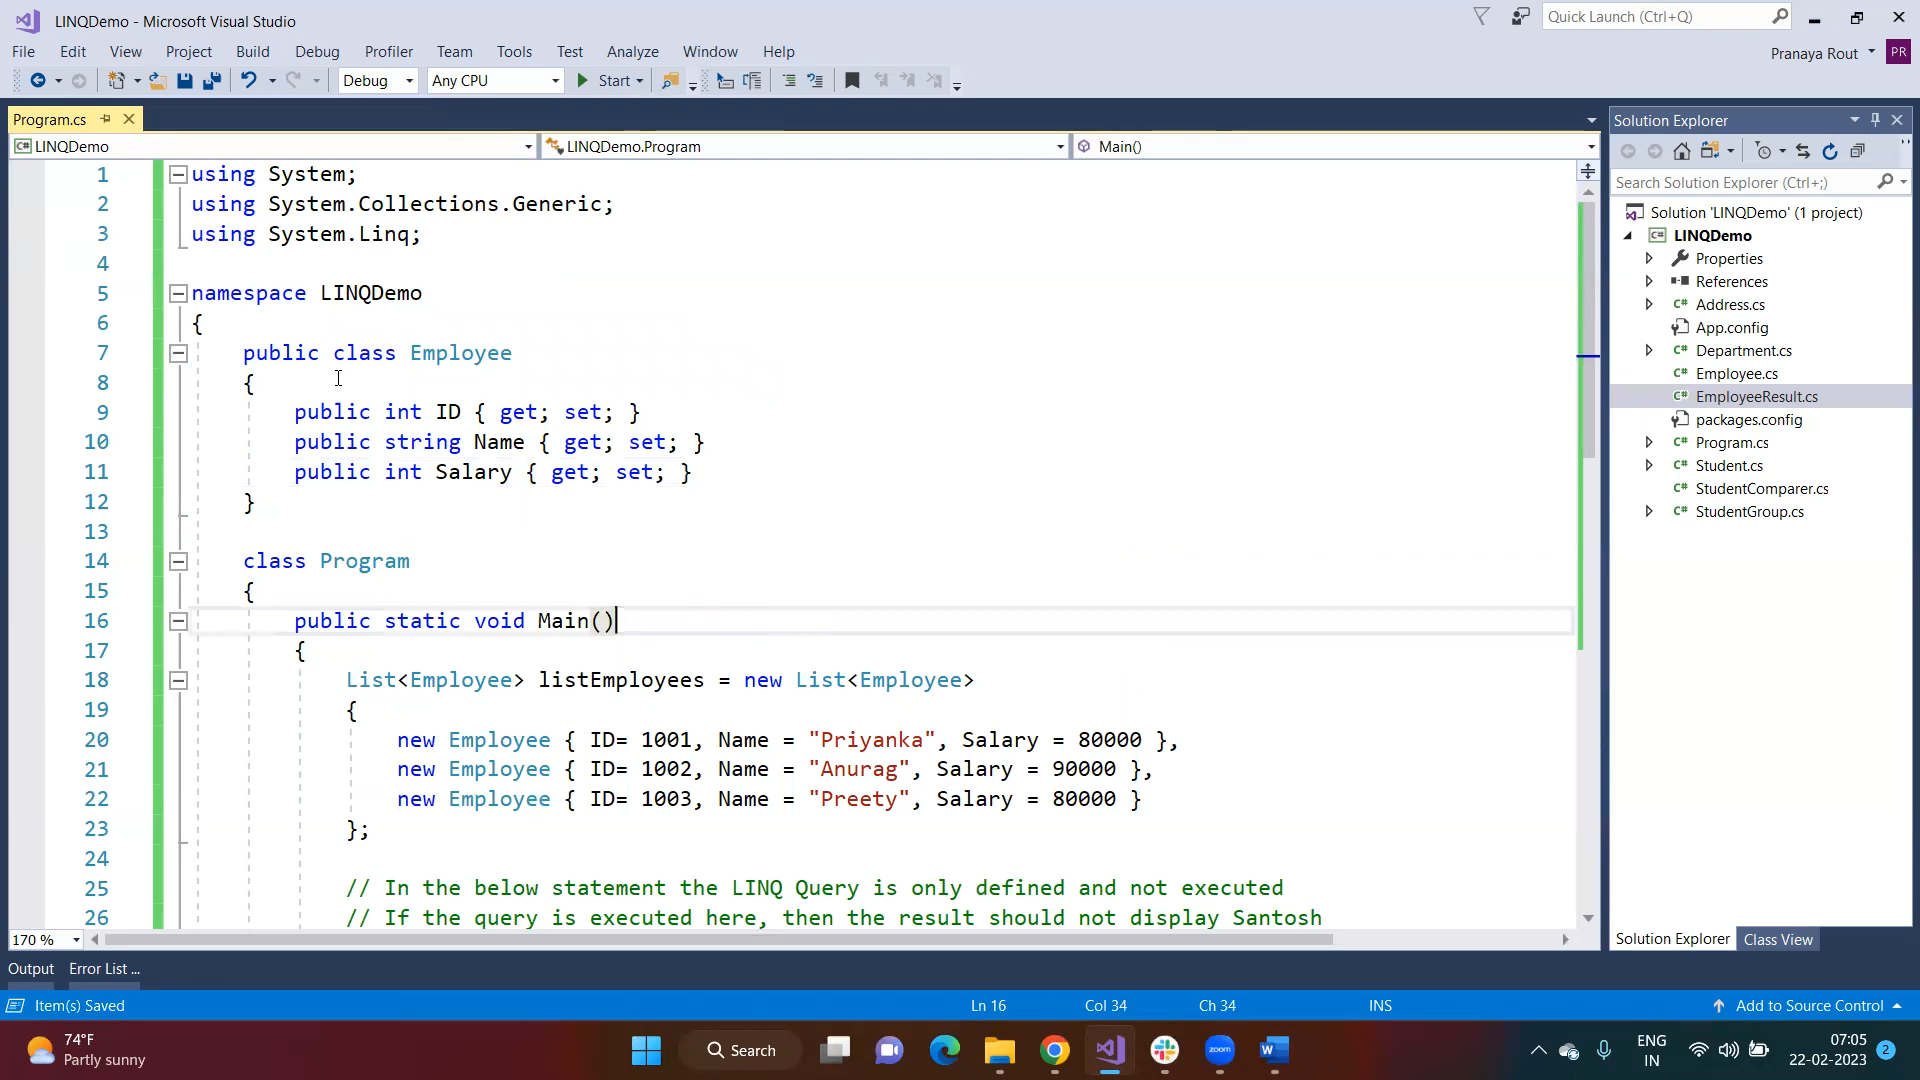 LINQDemo - Microsoft Visual Studio
Quick Launch (Ctrl+Q)
File Edit View Project Build Debug Profiler Team Tools Test Analyze Window Help
Pranaya Rout PR
Debug Any CPU Start
Program.cs
LINQDemo LINQDemo.Program Main()
1 using System;
2 using System.Collections.Generic;
3 using System.Linq;
4
5 namespace LINQDemo
6 {
7 public class Employee
8 {
9 public int ID { get; set; }
10 public string Name { get; set; }
11 public int Salary { get; set; }
12 }
13
14 class Program
15 {
16 public static void Main()
17 {
18 List<Employee> listEmployees = new List<Employee>
19 {
20 new Employee { ID= 1001, Name = "Priyanka", Salary = 80000 },
21 new Employee { ID= 1002, Name = "Anurag", Salary = 90000 },
22 new Employee { ID= 1003, Name = "Preety", Salary = 80000 }
23 };
24
25 // In the below statement the LINQ Query is only defined and not executed
26 // If the query is executed here, then the result should not display Santosh
170 %
Solution Explorer
Search Solution Explorer (Ctrl+;)
Solution 'LINQDemo' (1 project)
C# LINQDemo
Properties
References
C# Address.cs
App.config
C# Department.cs
C# Employee.cs
C# EmployeeResult.cs
packages.config
C# Program.cs
C# Student.cs
C# StudentComparer.cs
C# StudentGroup.cs
Solution Explorer Class View
Output Error List ...
Item(s) Saved Ln 16 Col 34 Ch 34 INS Add to Source Control
74°F
Partly sunny
Search
zoom
ENG
IN
07:05
22-02-2023
2